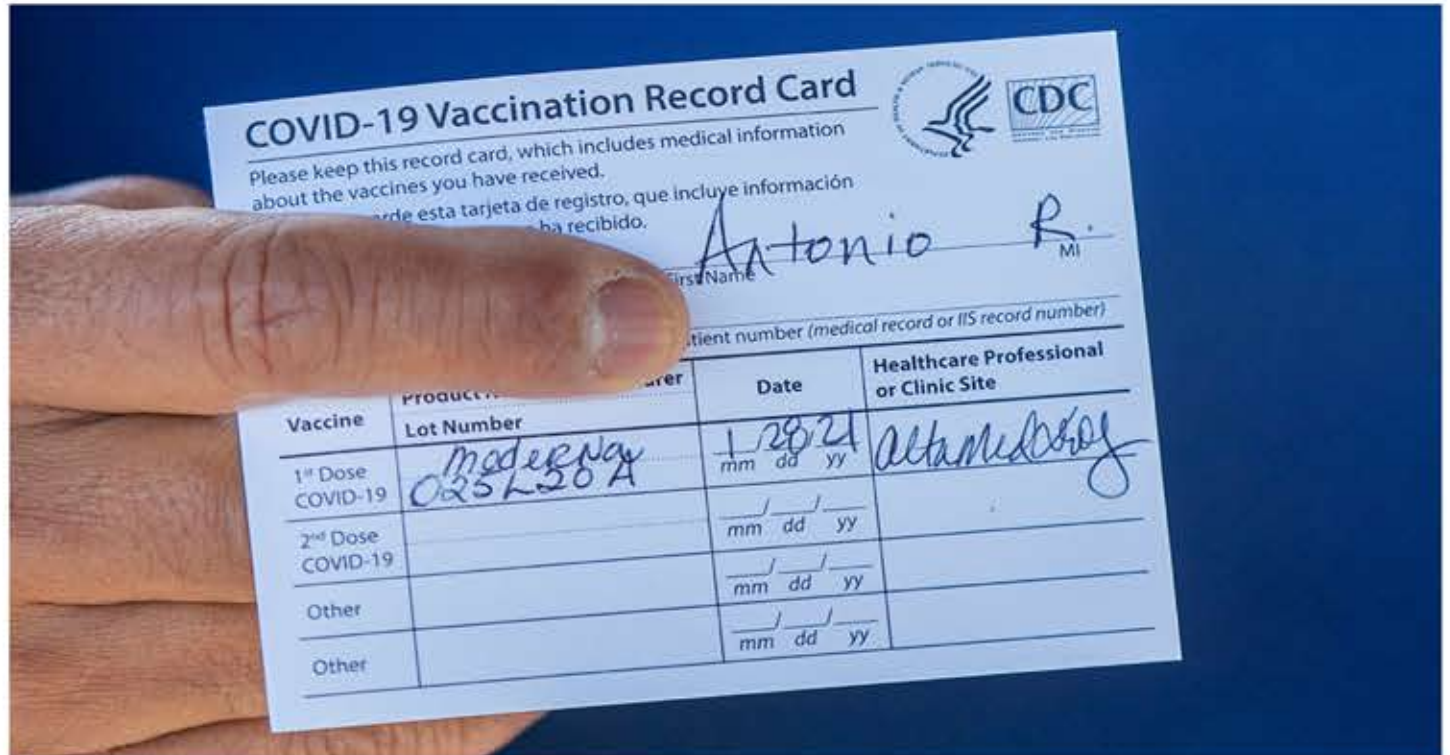 COVID-19 Vaccination Record Card
CDC
Please keep this record card, which includes medical information
about the vaccines you have received.
esta tarjeta de registro, que incluye información
ha recibido.
Antonio R.
First Name MI
number (medical record or IIS record number)
Vaccine
Lot Number
Date
Healthcare Professional
or Clinic Site
1st Dose
COVID-19
moderna
025L20A
1 28 21
mm dd yy
2nd Dose
COVID-19
mm dd yy
Other
mm dd yy
Other
mm dd yy